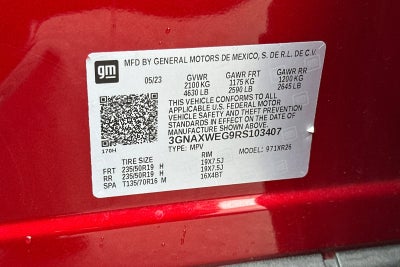 gm
MFD BY GENERAL MOTORS DE MEXICO, S. DE R.L. DE C.V.
05/23 GVWR GAWR FRT GAWR RR
2100 KG 1175 KG 1200 KG
4630 LB 2590 LB 2645 LB
THIS VEHICLE CONFORMS TO ALL
APPLICABLE U.S. FEDERAL MOTOR
VEHICLE SAFETY AND THEFT PREVENTION
STANDARDS IN EFFECT ON THE DATE OF
MANUFACTURE SHOWN ABOVE.
3GNAXWEG9RS103407
170H TYPE: MPV MODEL: 971XR26
TIRE SIZE RIM
FRT 235/50R19 H 19X7.5J
RR 235/50R19 H 19X7.5J
SPA T135/70R16 M 16X4BT